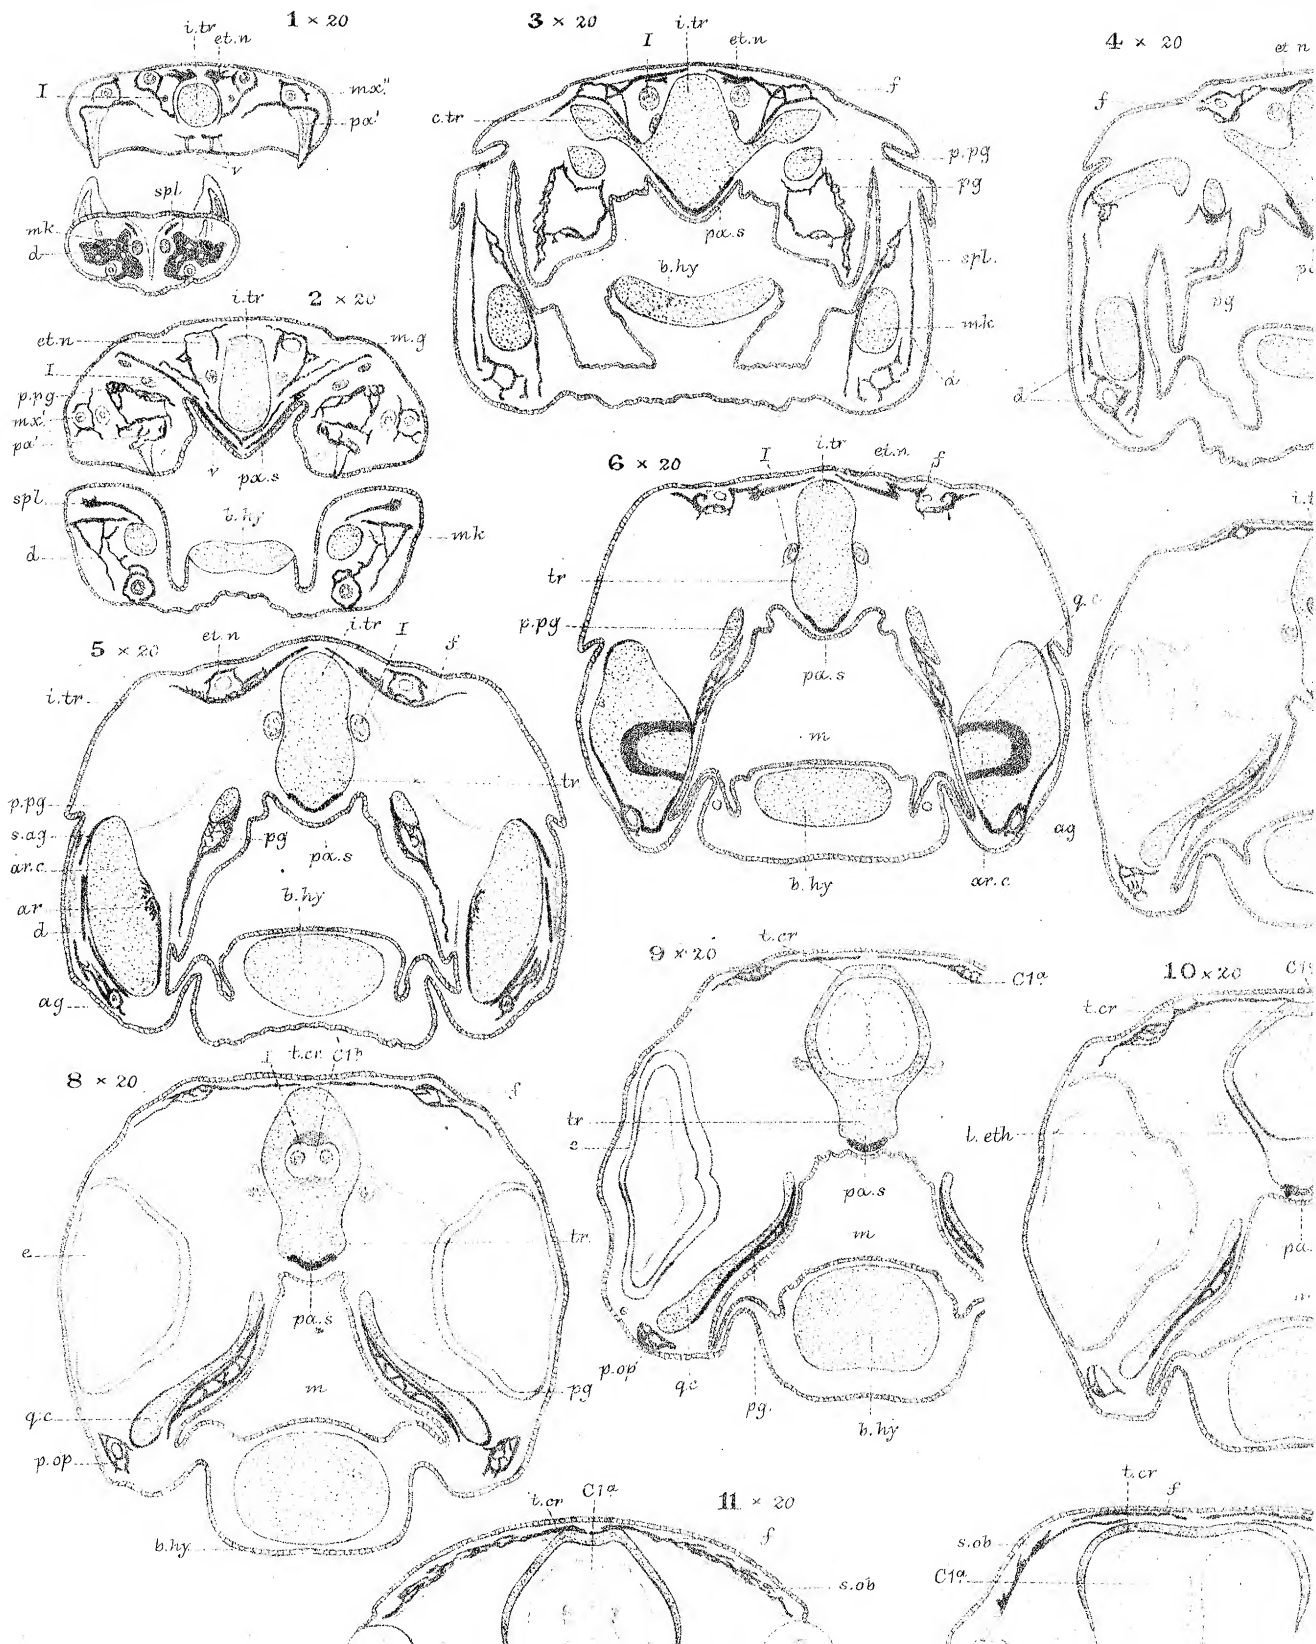 1 × 20
i.tr
et.n
I
mx."
pa'
v
spl.
mk
d
2 × 20
i.tr
et.n
m.g
I
p.pg
mx.'
pa'
v
pa.s
spl.
b.hy
mk
d
3 × 20
i.tr
I
et.n
f
c.tr
p.pg
pg
pa.s
spl.
b.hy
mk
d
4 × 20
et n
f
pg
d
5 × 20
et.n
i.tr
I
f
i.tr.
tr
p.pg
s.ag
pg
pa.s
ar.c
b.hy
ar
d
ag
6 × 20
i.tr
I
et.n.
f
tr
q.c
p.pg
pa.s
m
ag
b.hy
ar.c
8 × 20
I
t.cr
C1b
f
e
tr.
pa.s
m
pg
q.c
p.op
b.hy
9 × 20
t.cr
C1a
tr
e
pa.s
m
p.op
q.c
pg.
b.hy
10 × 20
t.cr
l.eth
11 × 20
t.cr
C1a
f
s.ob
t.cr
f
s.ob
C1a